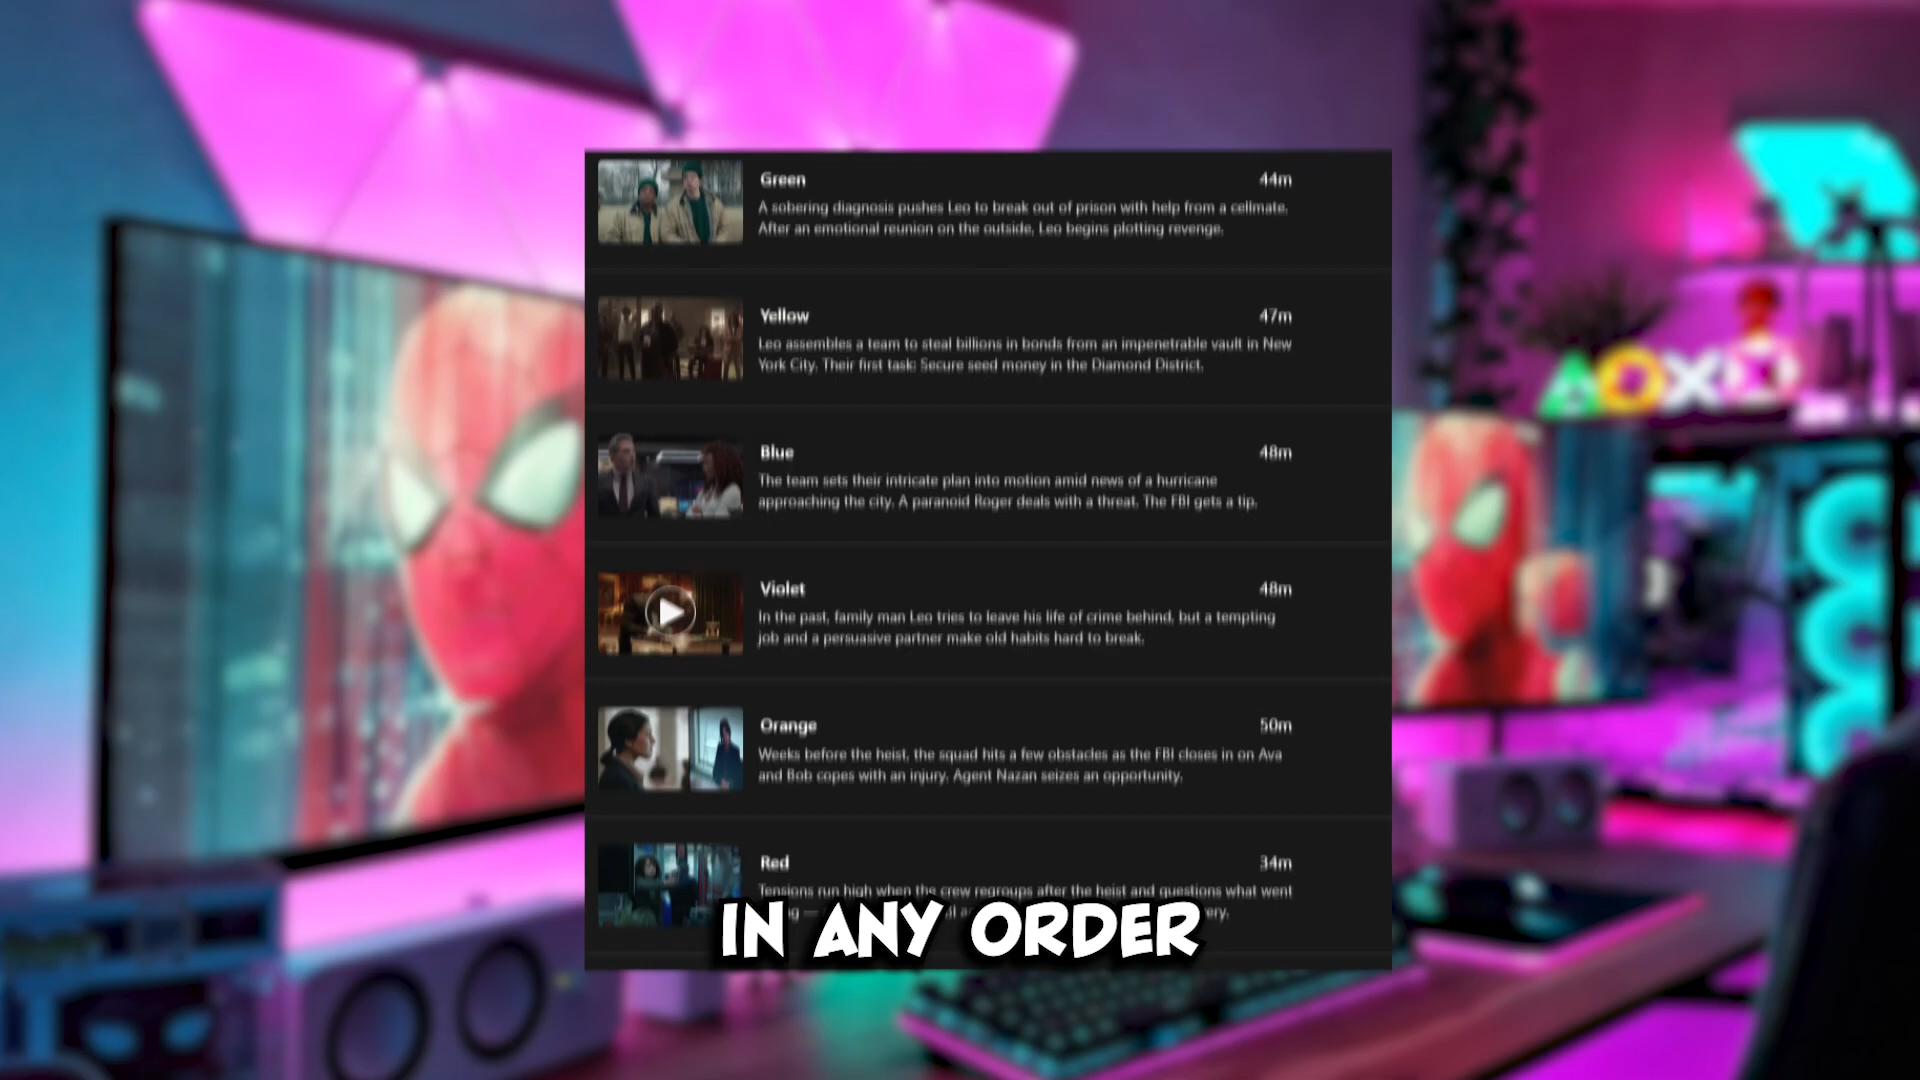 Green 44m
A sobering diagnosis pushes Leo to break out of prison with help from a cellmate.
After an emotional reunion on the outside, Leo begins plotting revenge.
Yellow 47m
Leo assembles a team to steal billions in bonds from an impenetrable vault in New
York City. Their first task: Secure seed money in the Diamond District.
Blue 48m
The team sets their intricate plan into motion amid news of a hurricane
approaching the city. A paranoid Roger deals with a threat. The FBI gets a tip.
Violet 48m
In the past, family man Leo tries to leave his life of crime behind, but a tempting
job and a persuasive partner make old habits hard to break.
Orange 50m
Weeks before the heist, the squad hits a few obstacles as the FBI closes in on Ava
and Bob copes with an injury. Agent Nazan seizes an opportunity.
Red 34m
Tensions run high when the crew regroups after the heist and questions what went
IN ANY ORDER